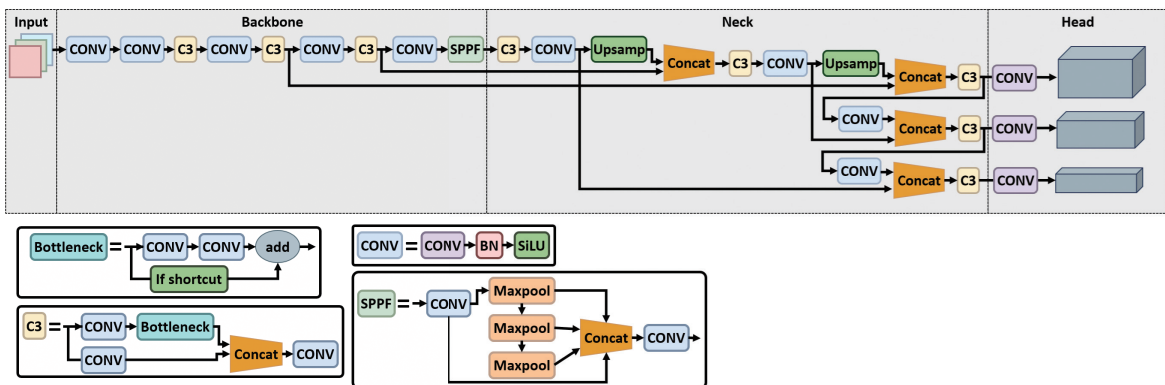 Input Backbone Neck Head
CONV CONV C3 CONV C3 CONV C3 CONV SPPF C3 CONV Upsamp Concat C3 CONV Upsamp Concat C3 CONV
CONV Concat C3 CONV
CONV Concat C3 CONV
Bottleneck = CONV CONV add
If shortcut
CONV = CONV BN SiLU
C3 = CONV Bottleneck
CONV Concat CONV
SPPF = CONV Maxpool
Maxpool Concat CONV
Maxpool